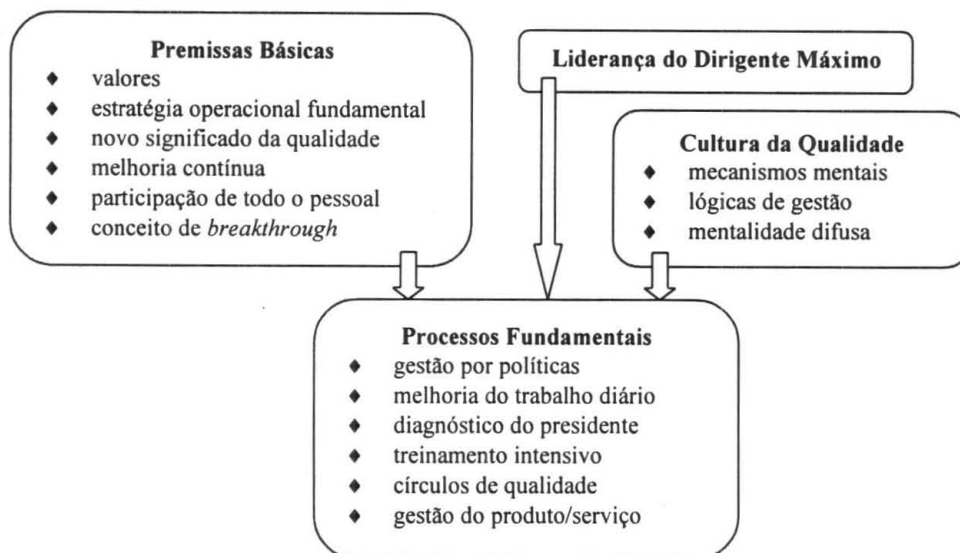 Premissas Básicas
♦ valores
♦ estratégia operacional fundamental
♦ novo significado da qualidade
♦ melhoria contínua
♦ participação de todo o pessoal
♦ conceito de breakthrough
Liderança do Dirigente Máximo
Cultura da Qualidade
♦ mecanismos mentais
♦ lógicas de gestão
♦ mentalidade difusa
Processos Fundamentais
♦ gestão por políticas
♦ melhoria do trabalho diário
♦ diagnóstico do presidente
♦ treinamento intensivo
♦ círculos de qualidade
♦ gestão do produto/serviço